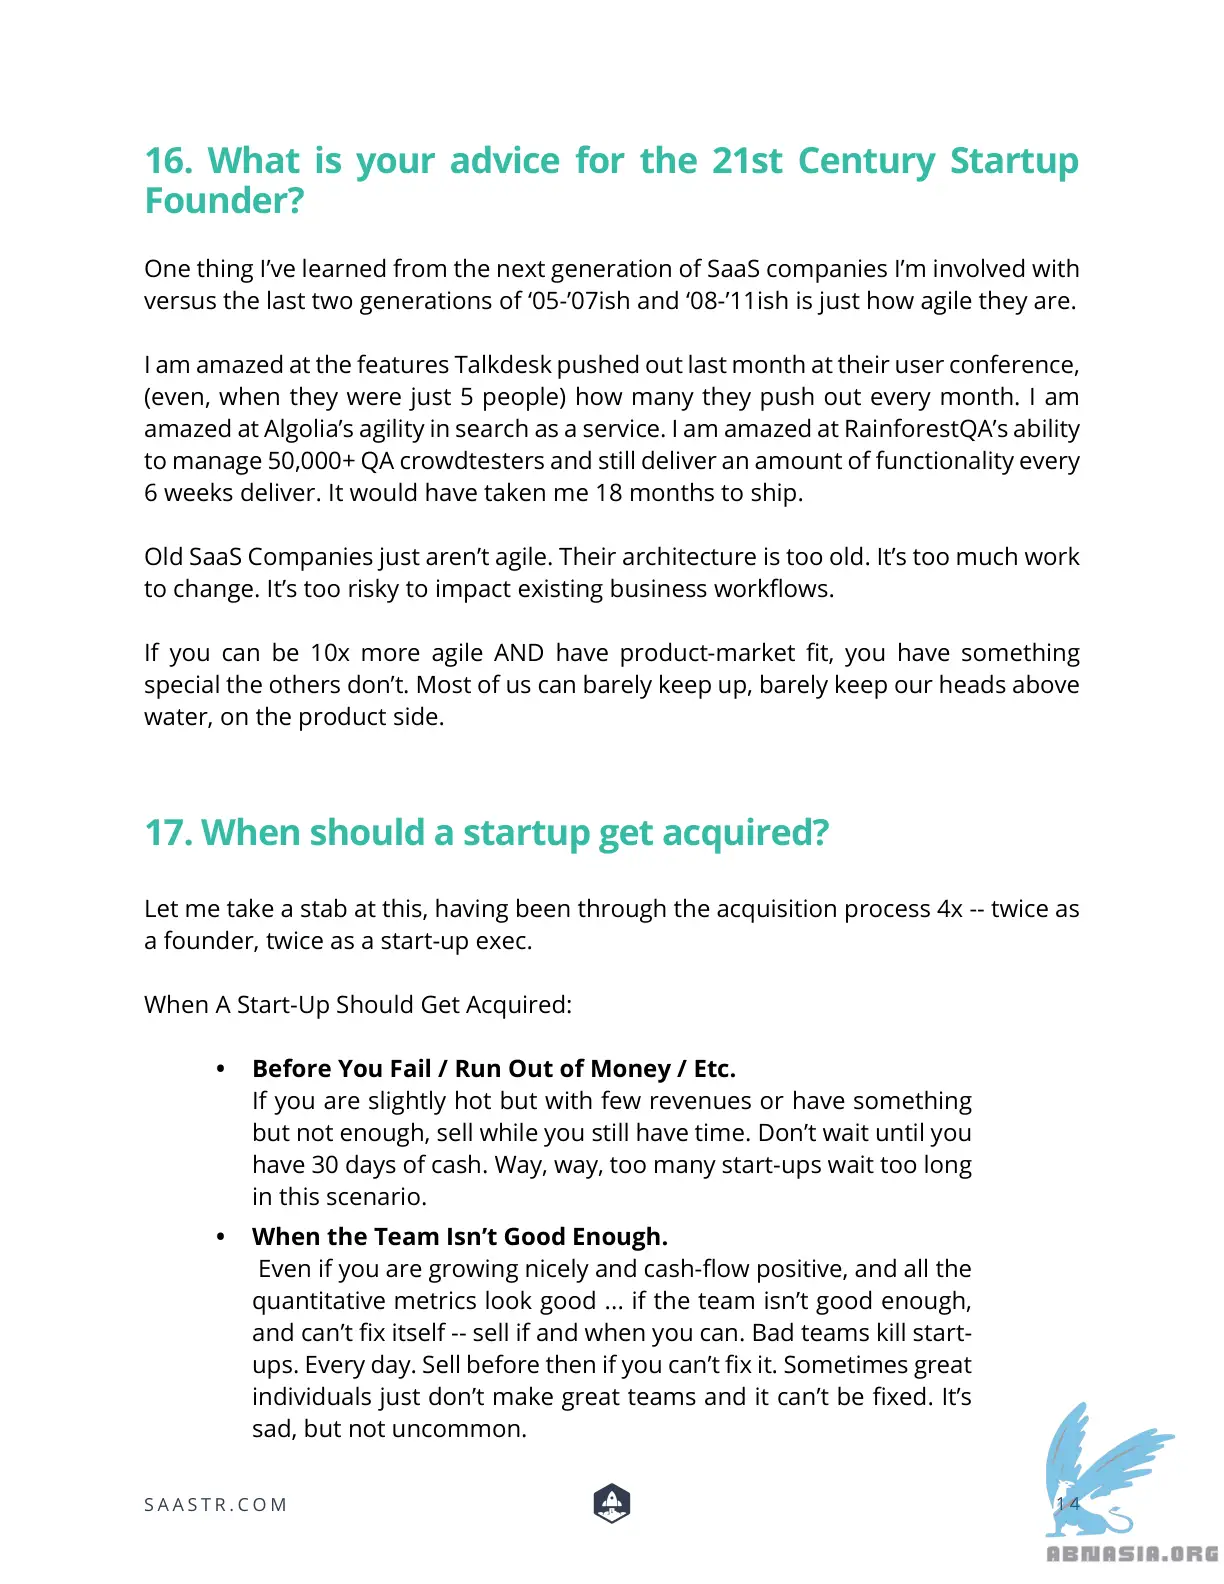 16. What is your advice for the 21st Century Startup
Founder?
One thing I’ve learned from the next generation of SaaS companies I’m involved with
versus the last two generations of ‘05-’07ish and ‘08-’11ish is just how agile they are.
I am amazed at the features Talkdesk pushed out last month at their user conference,
(even, when they were just 5 people) how many they push out every month. I am
amazed at Algolia’s agility in search as a service. I am amazed at RainforestQA’s ability
to manage 50,000+ QA crowdtesters and still deliver an amount of functionality every
6 weeks deliver. It would have taken me 18 months to ship.
Old SaaS Companies just aren’t agile. Their architecture is too old. It’s too much work
to change. It’s too risky to impact existing business workflows.
If you can be 10x more agile AND have product-market fit, you have something
special the others don’t. Most of us can barely keep up, barely keep our heads above
water, on the product side.
17. When should a startup get acquired?
Let me take a stab at this, having been through the acquisition process 4x -- twice as
a founder, twice as a start-up exec.
When A Start-Up Should Get Acquired:
• Before You Fail / Run Out of Money / Etc.
If you are slightly hot but with few revenues or have something
but not enough, sell while you still have time. Don’t wait until you
have 30 days of cash. Way, way, too many start-ups wait too long
in this scenario.
• When the Team Isn’t Good Enough.
Even if you are growing nicely and cash-flow positive, and all the
quantitative metrics look good ... if the team isn’t good enough,
and can’t fix itself -- sell if and when you can. Bad teams kill start-
ups. Every day. Sell before then if you can’t fix it. Sometimes great
individuals just don’t make great teams and it can’t be fixed. It’s
sad, but not uncommon.
SAASTR.COM
14
ABNASIA.ORG